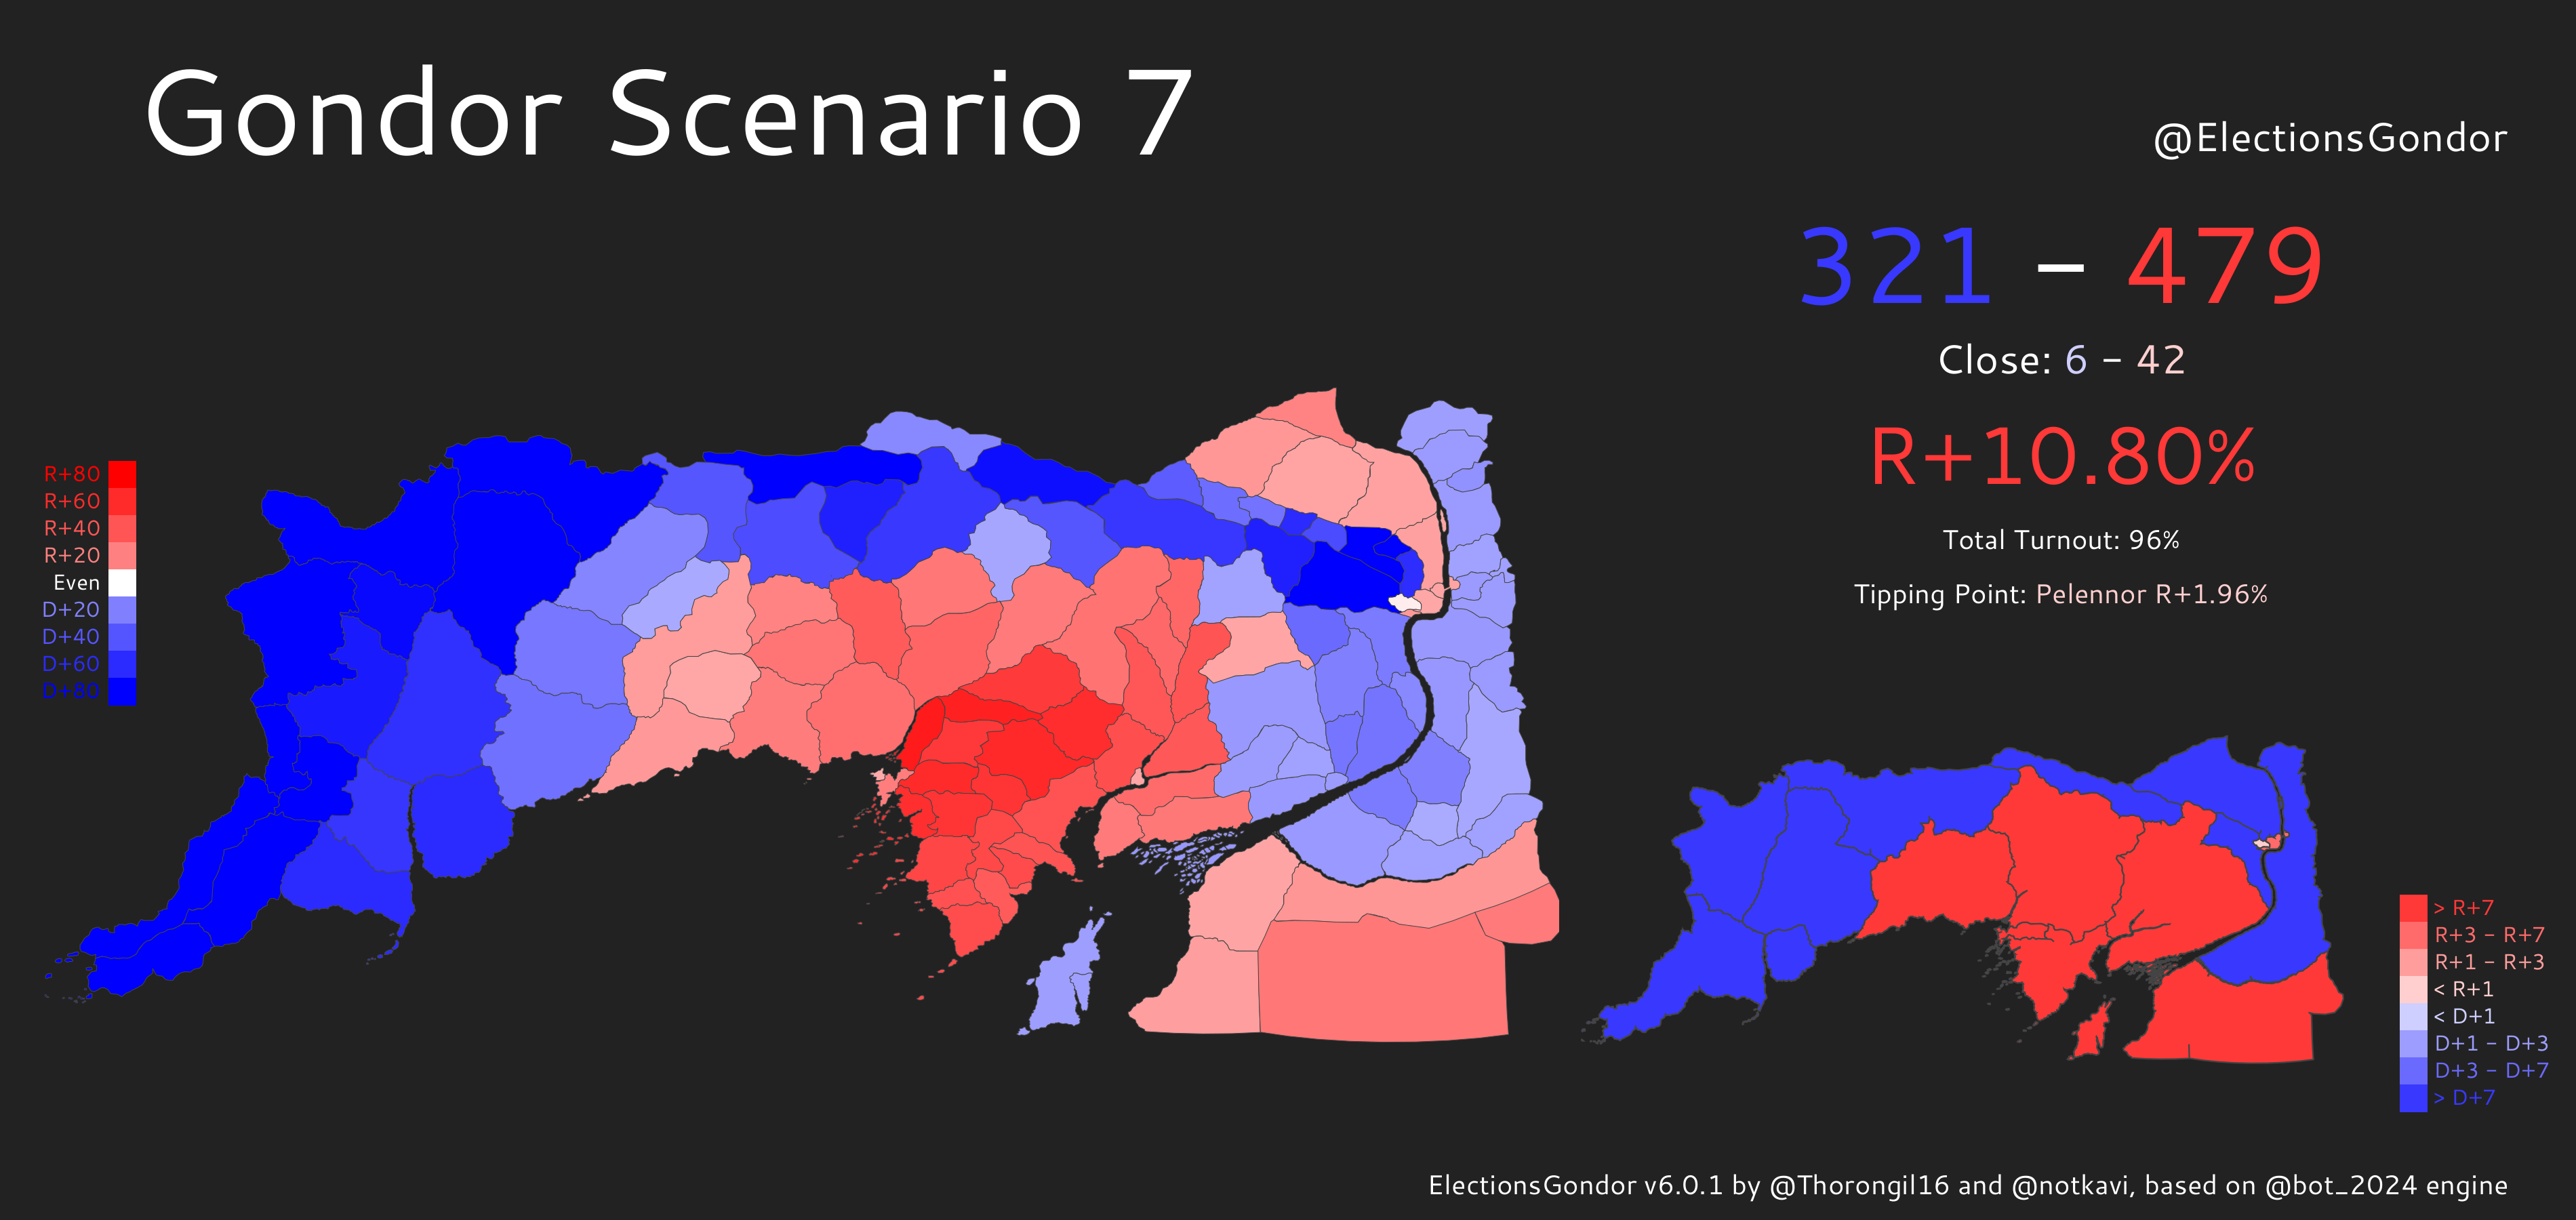 Gondor Scenario 7
@ElectionsGondor
321 - 479
Close: 6 - 42
R+10.80%
Total Turnout: 96%
Tipping Point: Pelennor R+1.96%
R+80
R+60
R+40
R+20
Even
D+20
D+40
D+60
D+80
> R+7
R+3 - R+7
R+1 - R+3
< R+1
< D+1
D+1 - D+3
D+3 - D+7
> D+7
ElectionsGondor v6.0.1 by @Thorongil16 and @notkavi, based on @bot_2024 engine